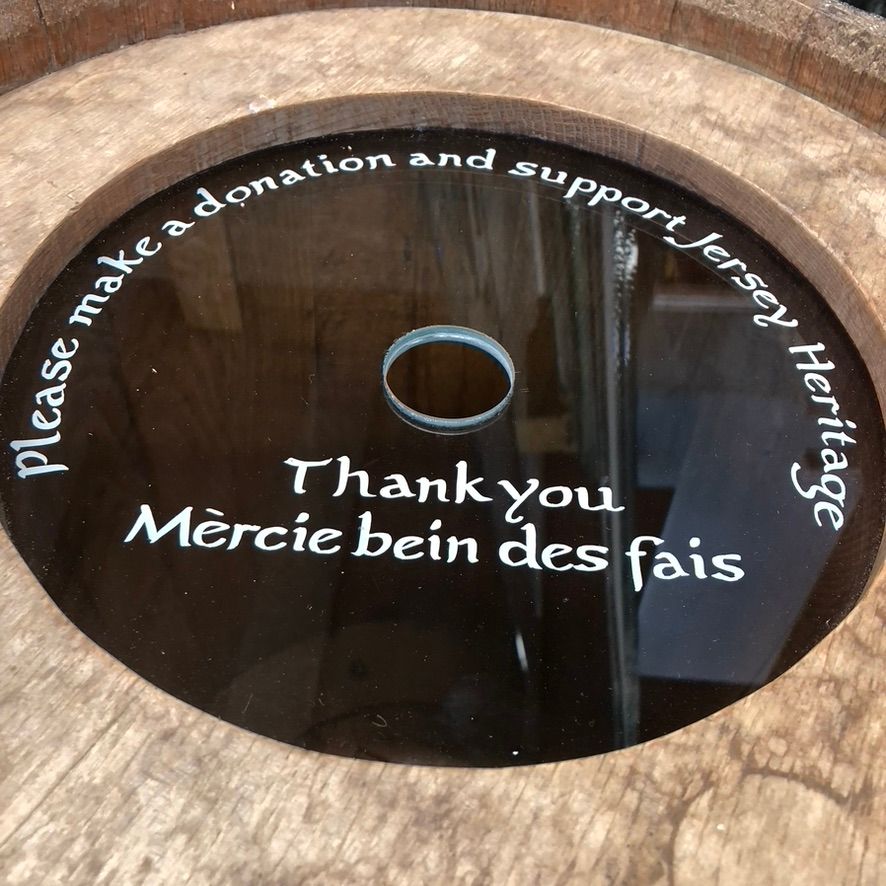 Please make a donation and support Jersey Heritage
Thank you
Mèrcie bein des fais